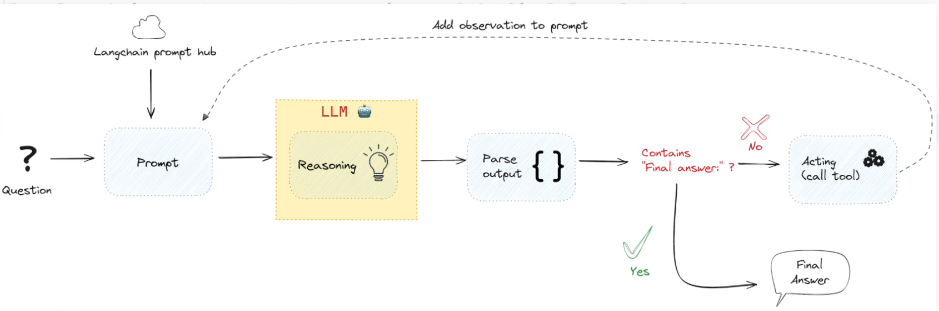 Add observation to prompt
Langchain prompt hub
LLM
?
Question
Prompt
Reasoning
Parse
output
{ }
Contains
"Final answer:" ?
No
Acting
(call tool)
Yes
Final
Answer